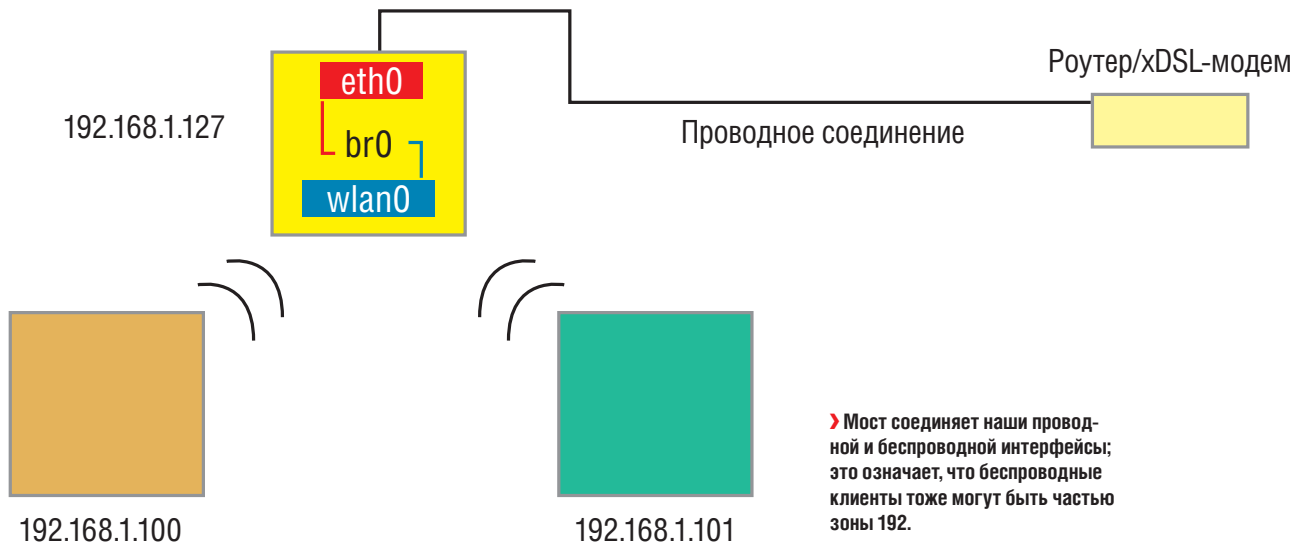 eth0
Роутер/xDSL-модем
192.168.1.127
br0
Проводное соединение
wlan0
❯ Мост соединяет наши провод-
ной и беспроводной интерфейсы;
это означает, что беспроводные
клиенты тоже могут быть частью
зоны 192.
192.168.1.100
192.168.1.101